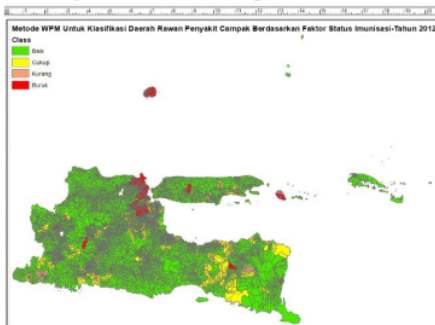 Metode WPM Untuk Klasifikasi Daerah Rawan Penyakit Campak Berdasarkan Faktor Status Imunisasi-Tahun 2012
Class
Baik
Cukup
Kurang
Buruk